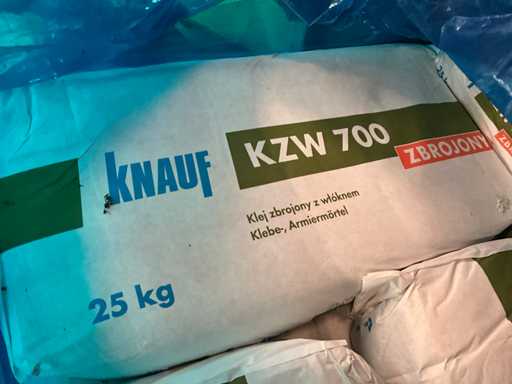 KNAUF
KZW 700
ZBROJONY
Klej zbrojony z włóknem
Klebe-, Armiermörtel
25 kg